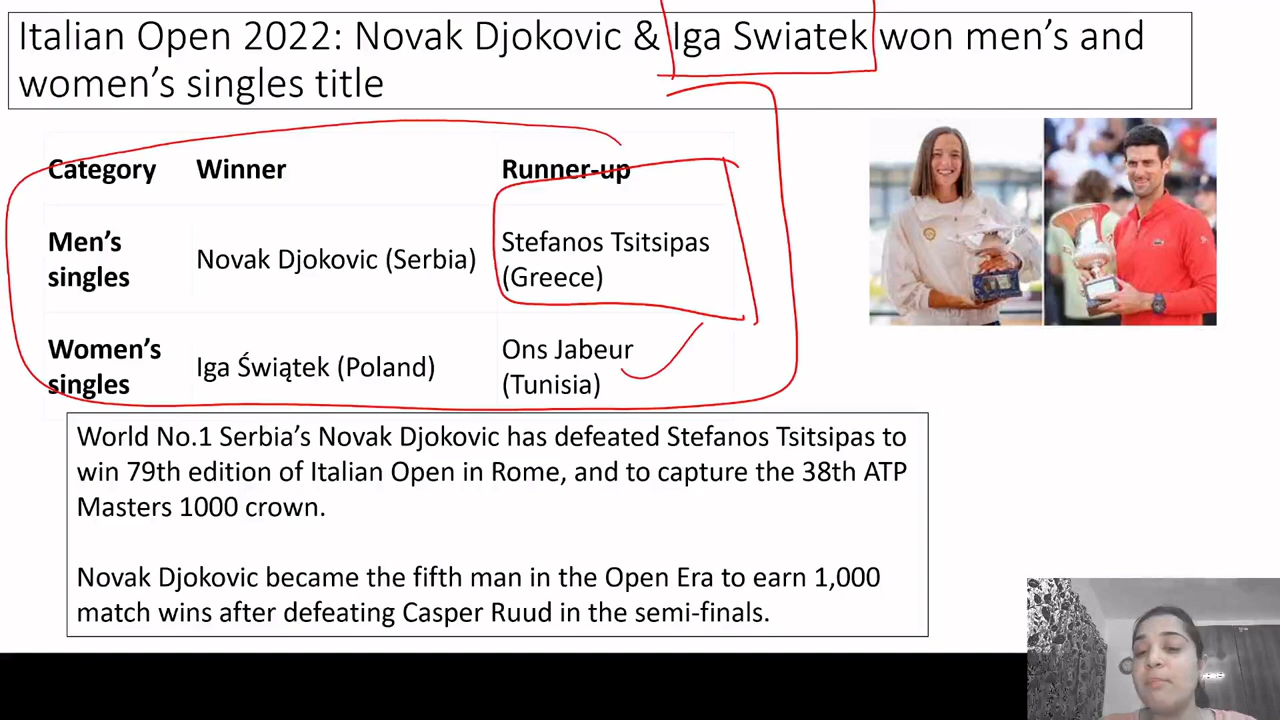 Italian Open 2022: Novak Djokovic & Iga Swiatek won men’s and
women’s singles title
Category Winner Runner-up
Men’s singles Novak Djokovic (Serbia) Stefanos Tsitsipas (Greece)
Women’s singles Iga Świątek (Poland) Ons Jabeur (Tunisia)
World No.1 Serbia’s Novak Djokovic has defeated Stefanos Tsitsipas to
win 79th edition of Italian Open in Rome, and to capture the 38th ATP
Masters 1000 crown.
Novak Djokovic became the fifth man in the Open Era to earn 1,000
match wins after defeating Casper Ruud in the semi-finals.